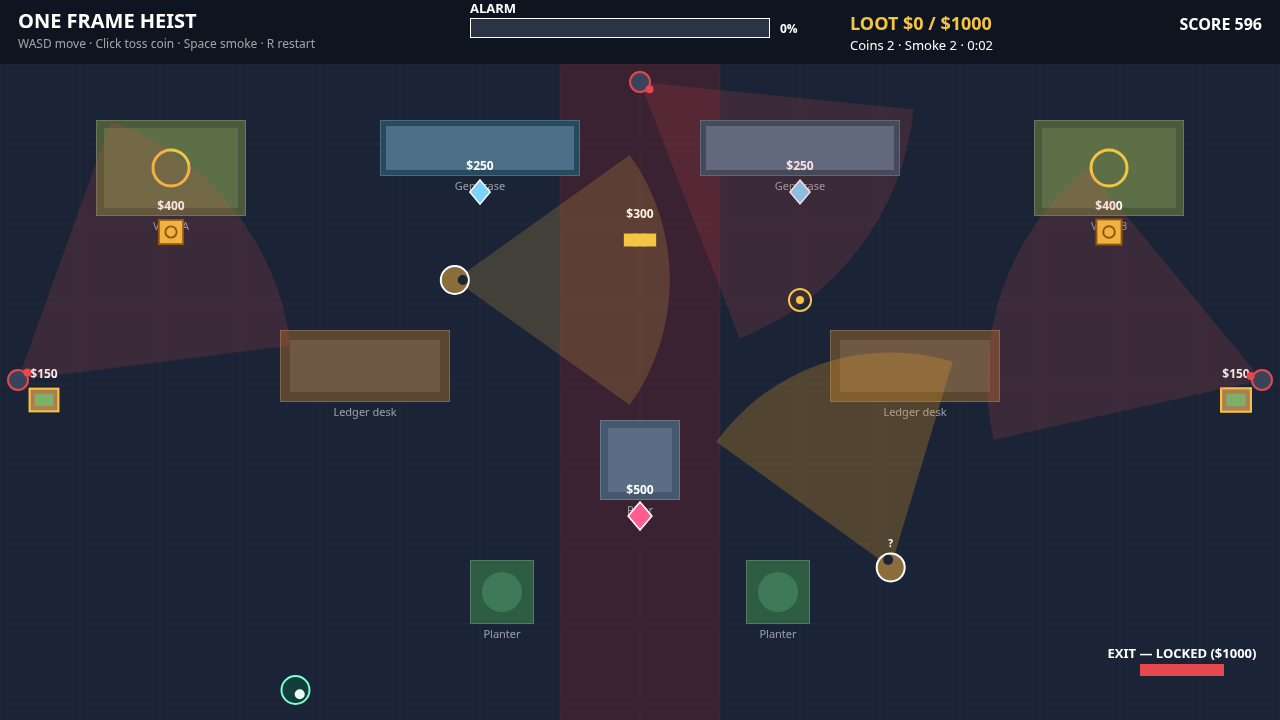 ONE FRAME HEIST
WASD move · Click toss coin · Space smoke · R restart
ALARM
0%
LOOT $0 / $1000
Coins 2 · Smoke 2 · 0:02
SCORE 596
$250
$250
$400
$400
$300
$150
$150
Ledger desk
Ledger desk
$500
?
Planter
Planter
EXIT — LOCKED ($1000)